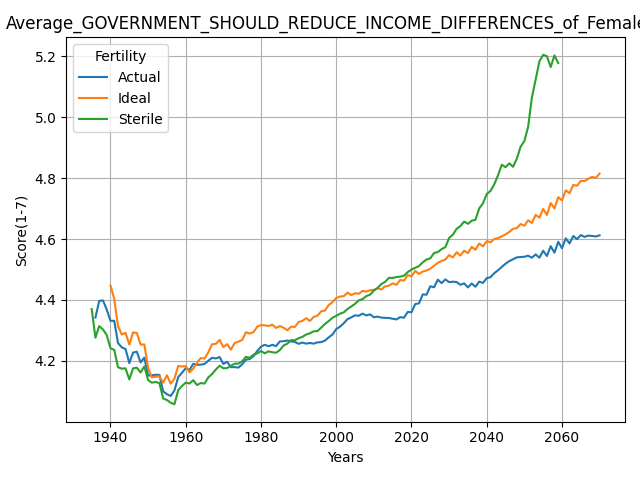 Average_GOVERNMENT_SHOULD_REDUCE_INCOME_DIFFERENCES_of_Female
Fertility
Actual
Ideal
Sterile
Score(1-7)
5.2
5.0
4.8
4.6
4.4
4.2
1940 1960 1980 2000 2020 2040 2060
Years